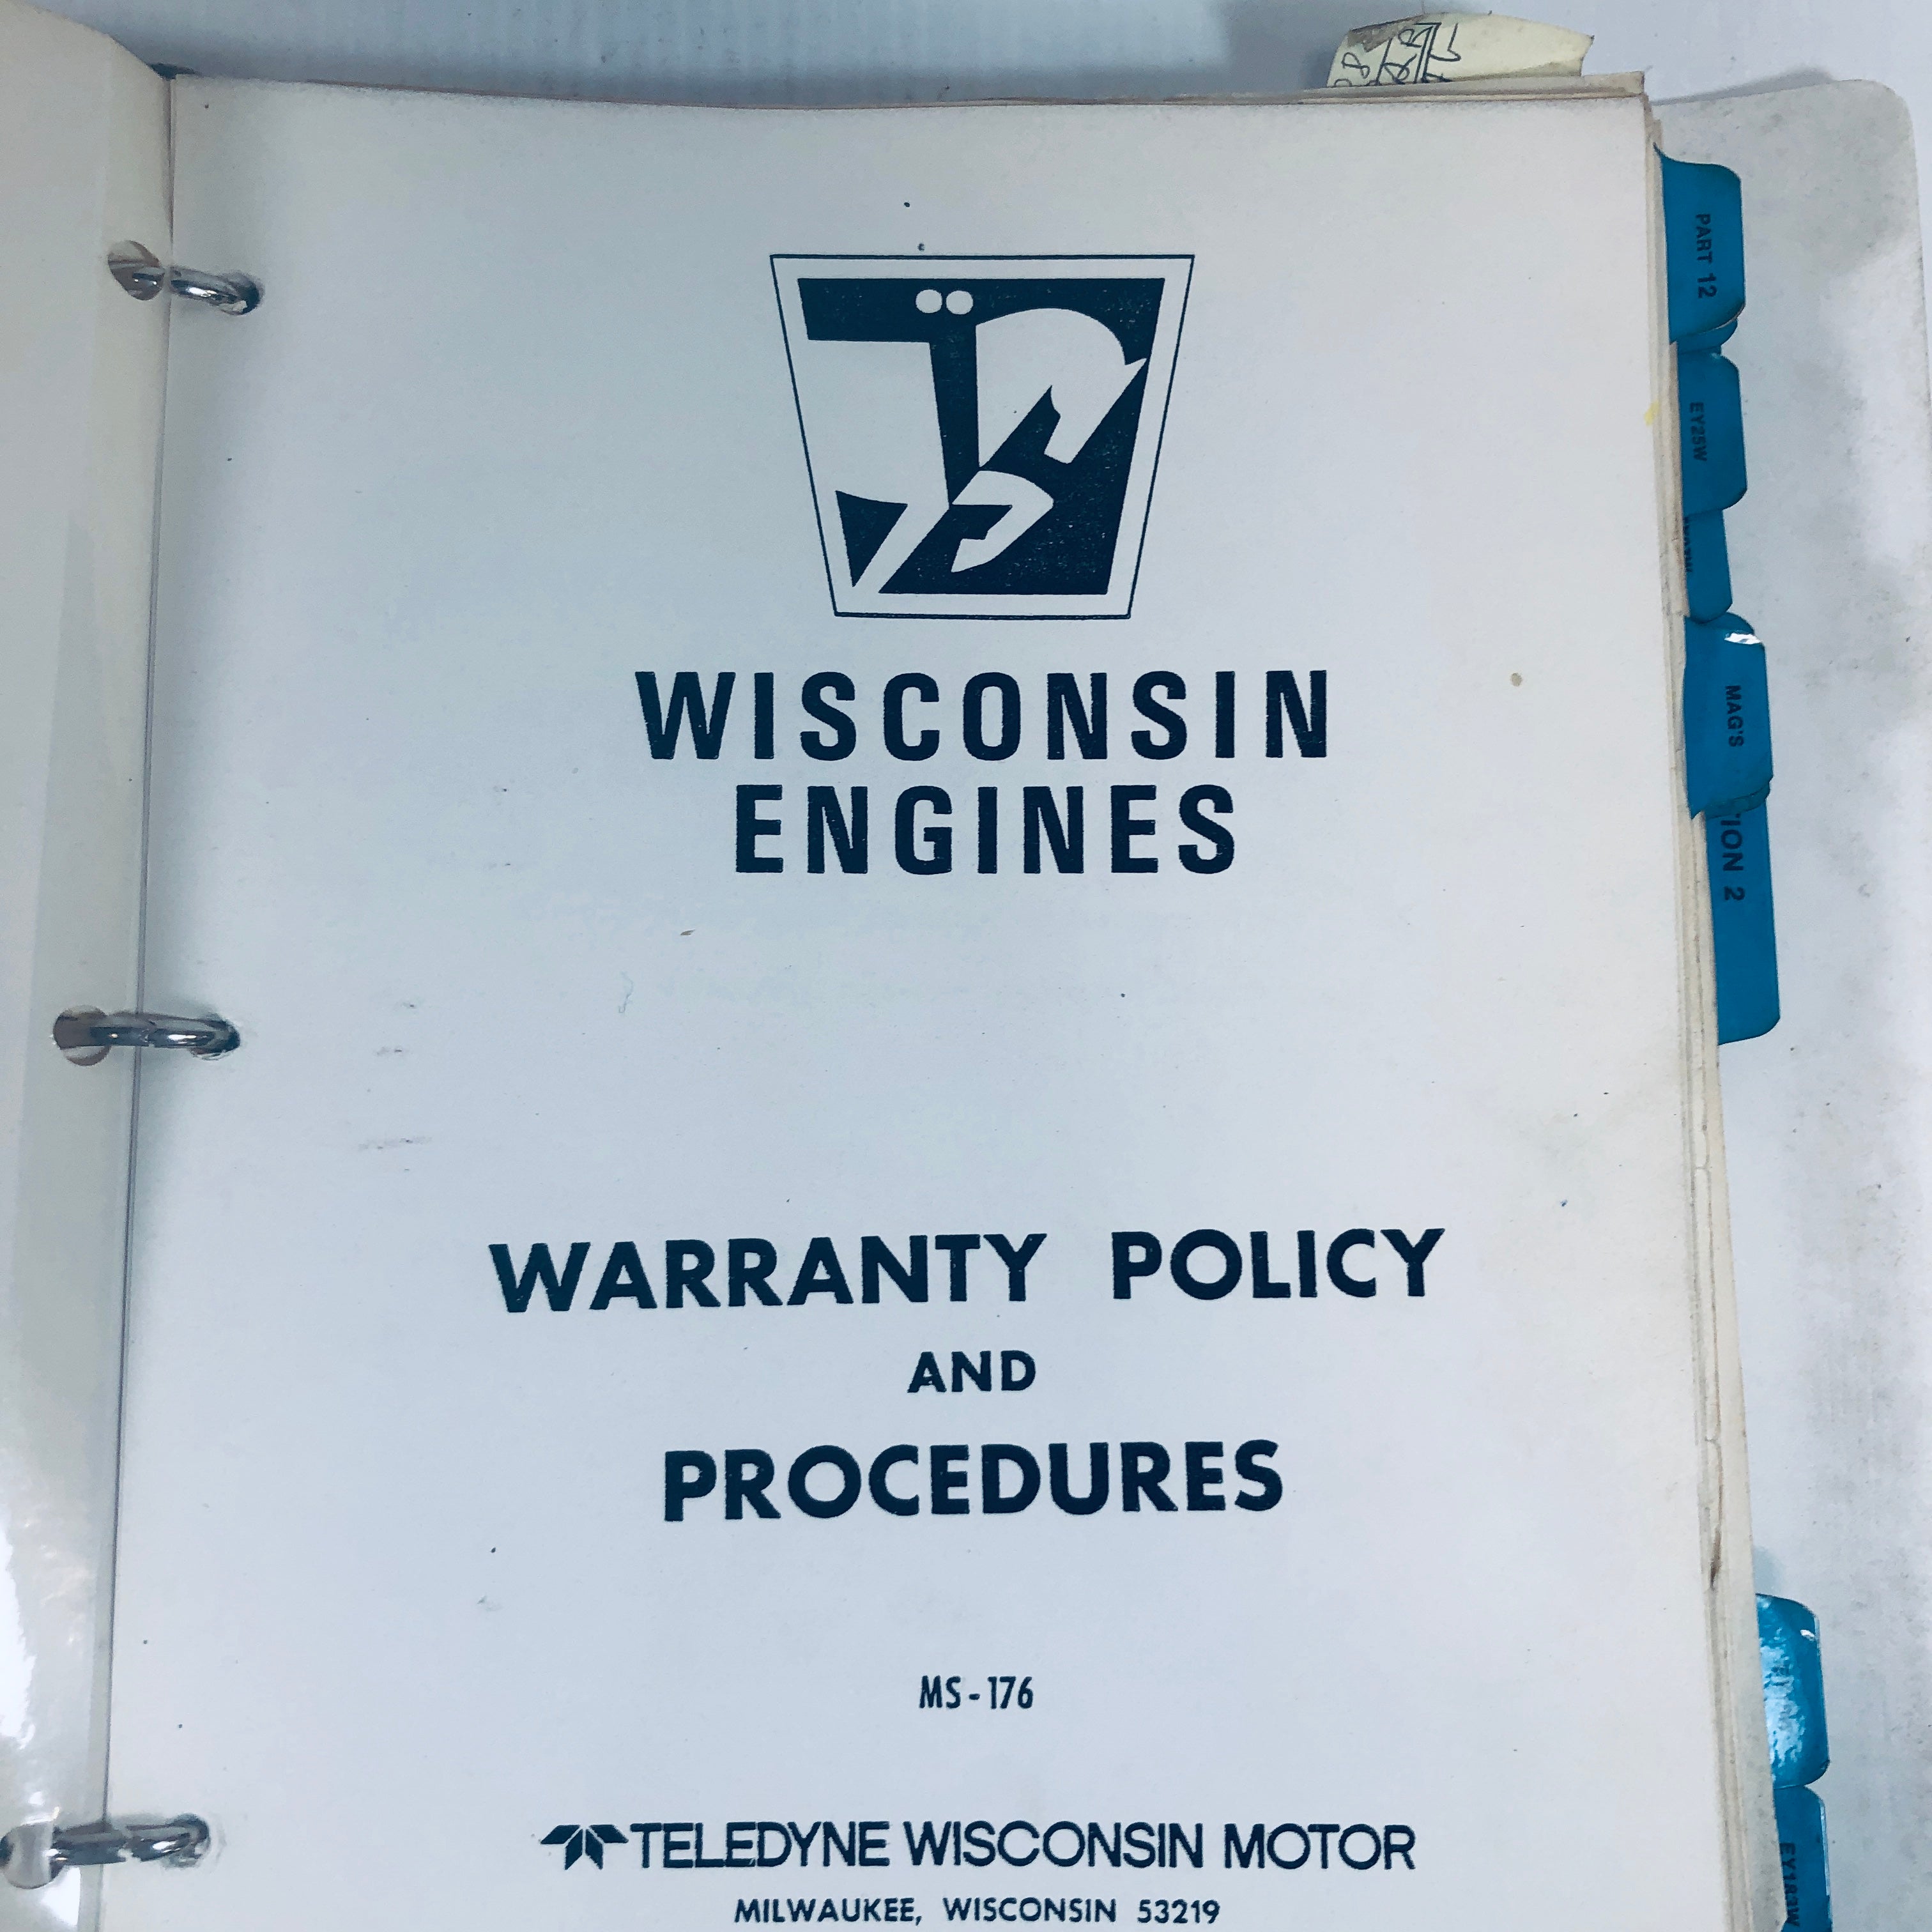 WISCONSIN
ENGINES
WARRANTY POLICY
AND
PROCEDURES
MS-176
TELEDYNE WISCONSIN MOTOR
MILWAUKEE, WISCONSIN 53219
PART 12
EY25W
MAG'S
ION 2